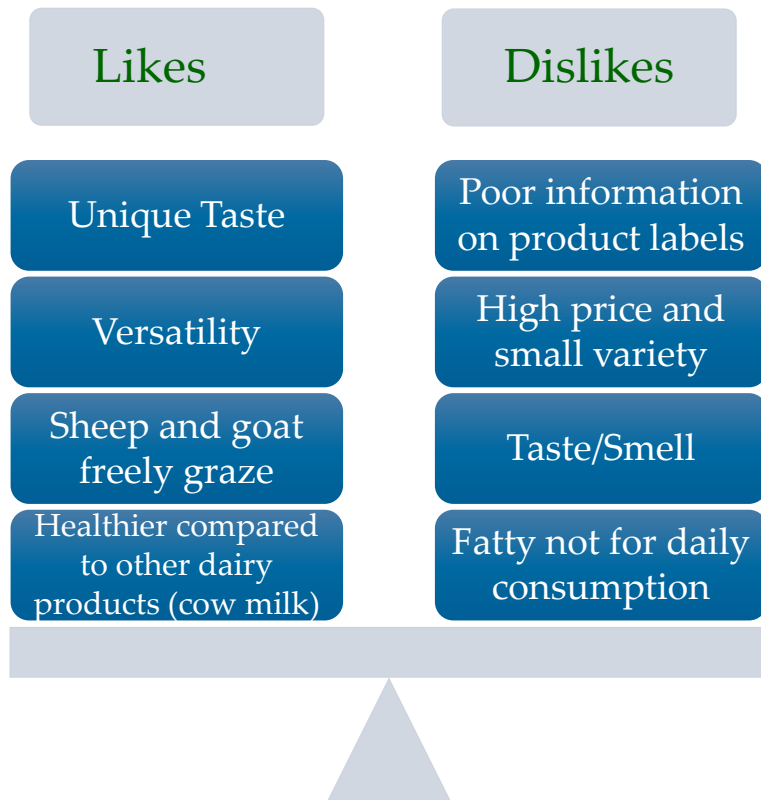 Likes
Unique Taste
Versatility
Sheep and goat
freely graze
Healthier compared
to other dairy
products (cow milk)
Dislikes
Poor information
on product labels
High price and
small variety
Taste/Smell
Fatty not for daily
consumption